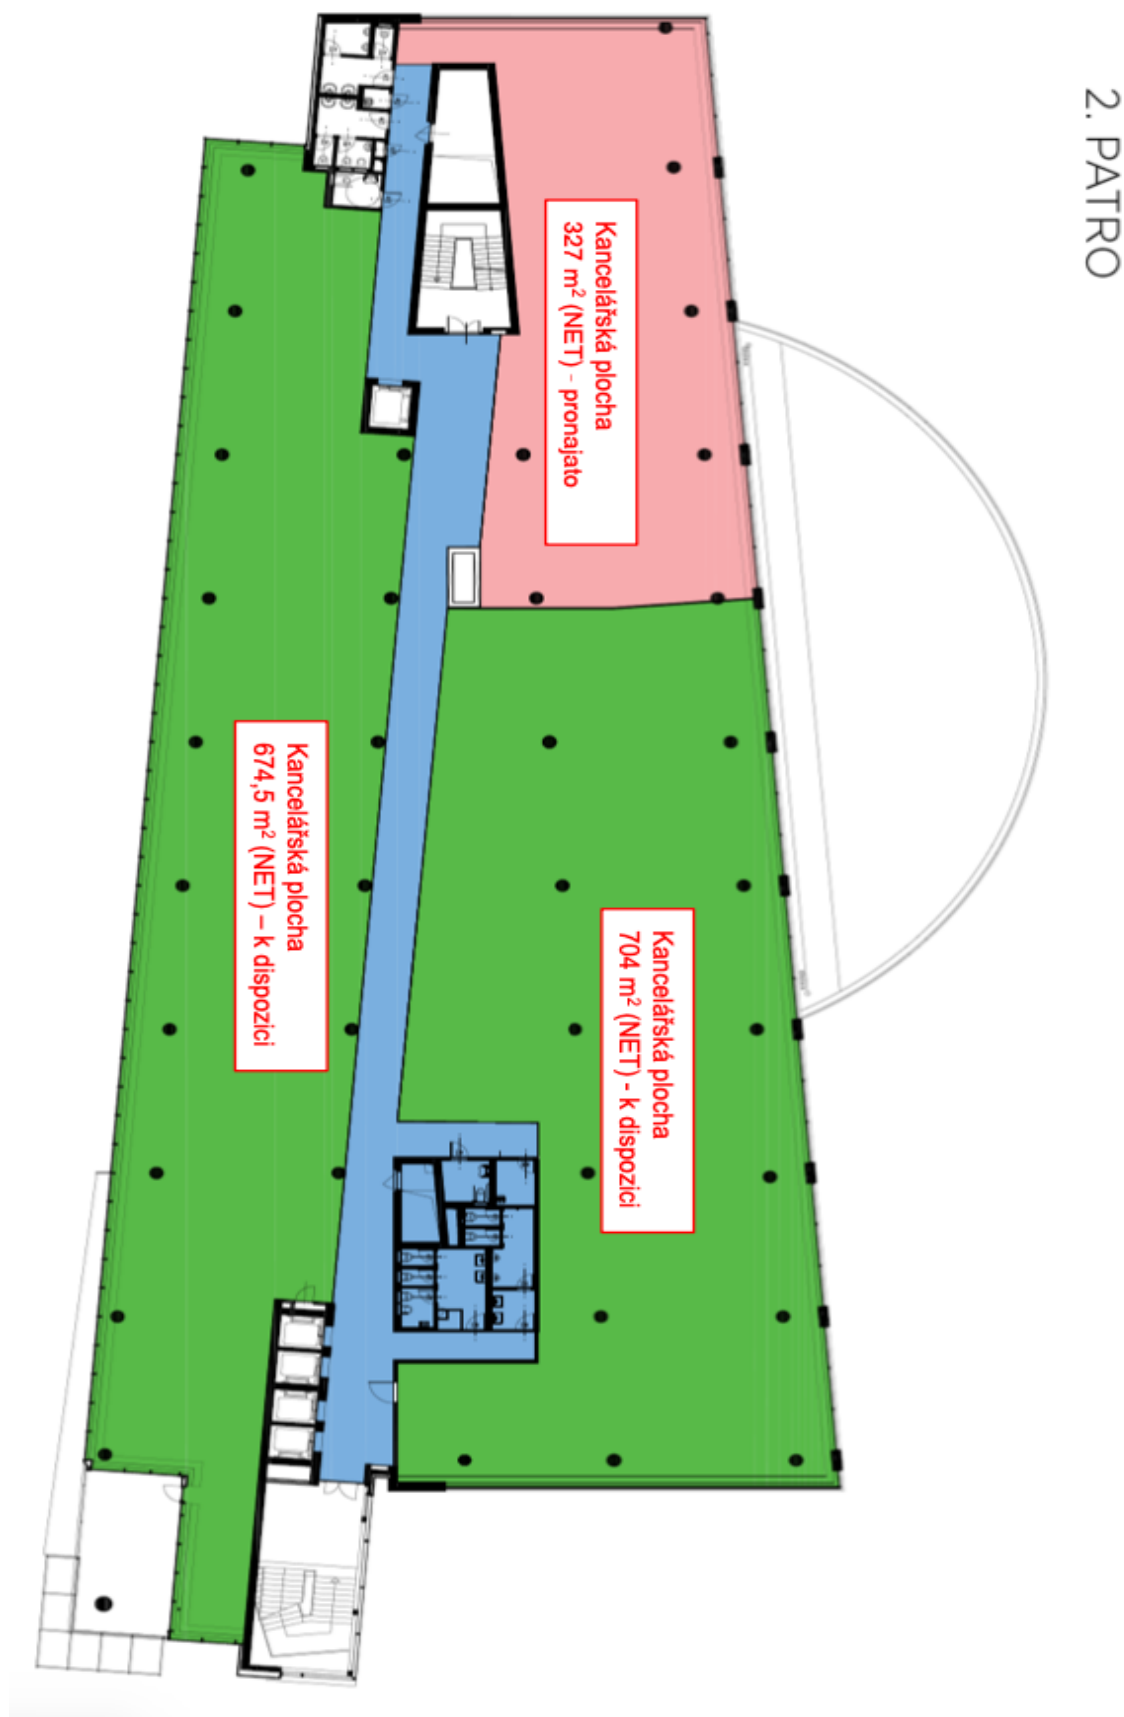 2. PATRO
Kancelářská plocha
327 m² (NET) - pronajato
Kancelářská plocha
704 m² (NET) - k dispozici
Kancelářská plocha
674,5 m² (NET) – k dispozici